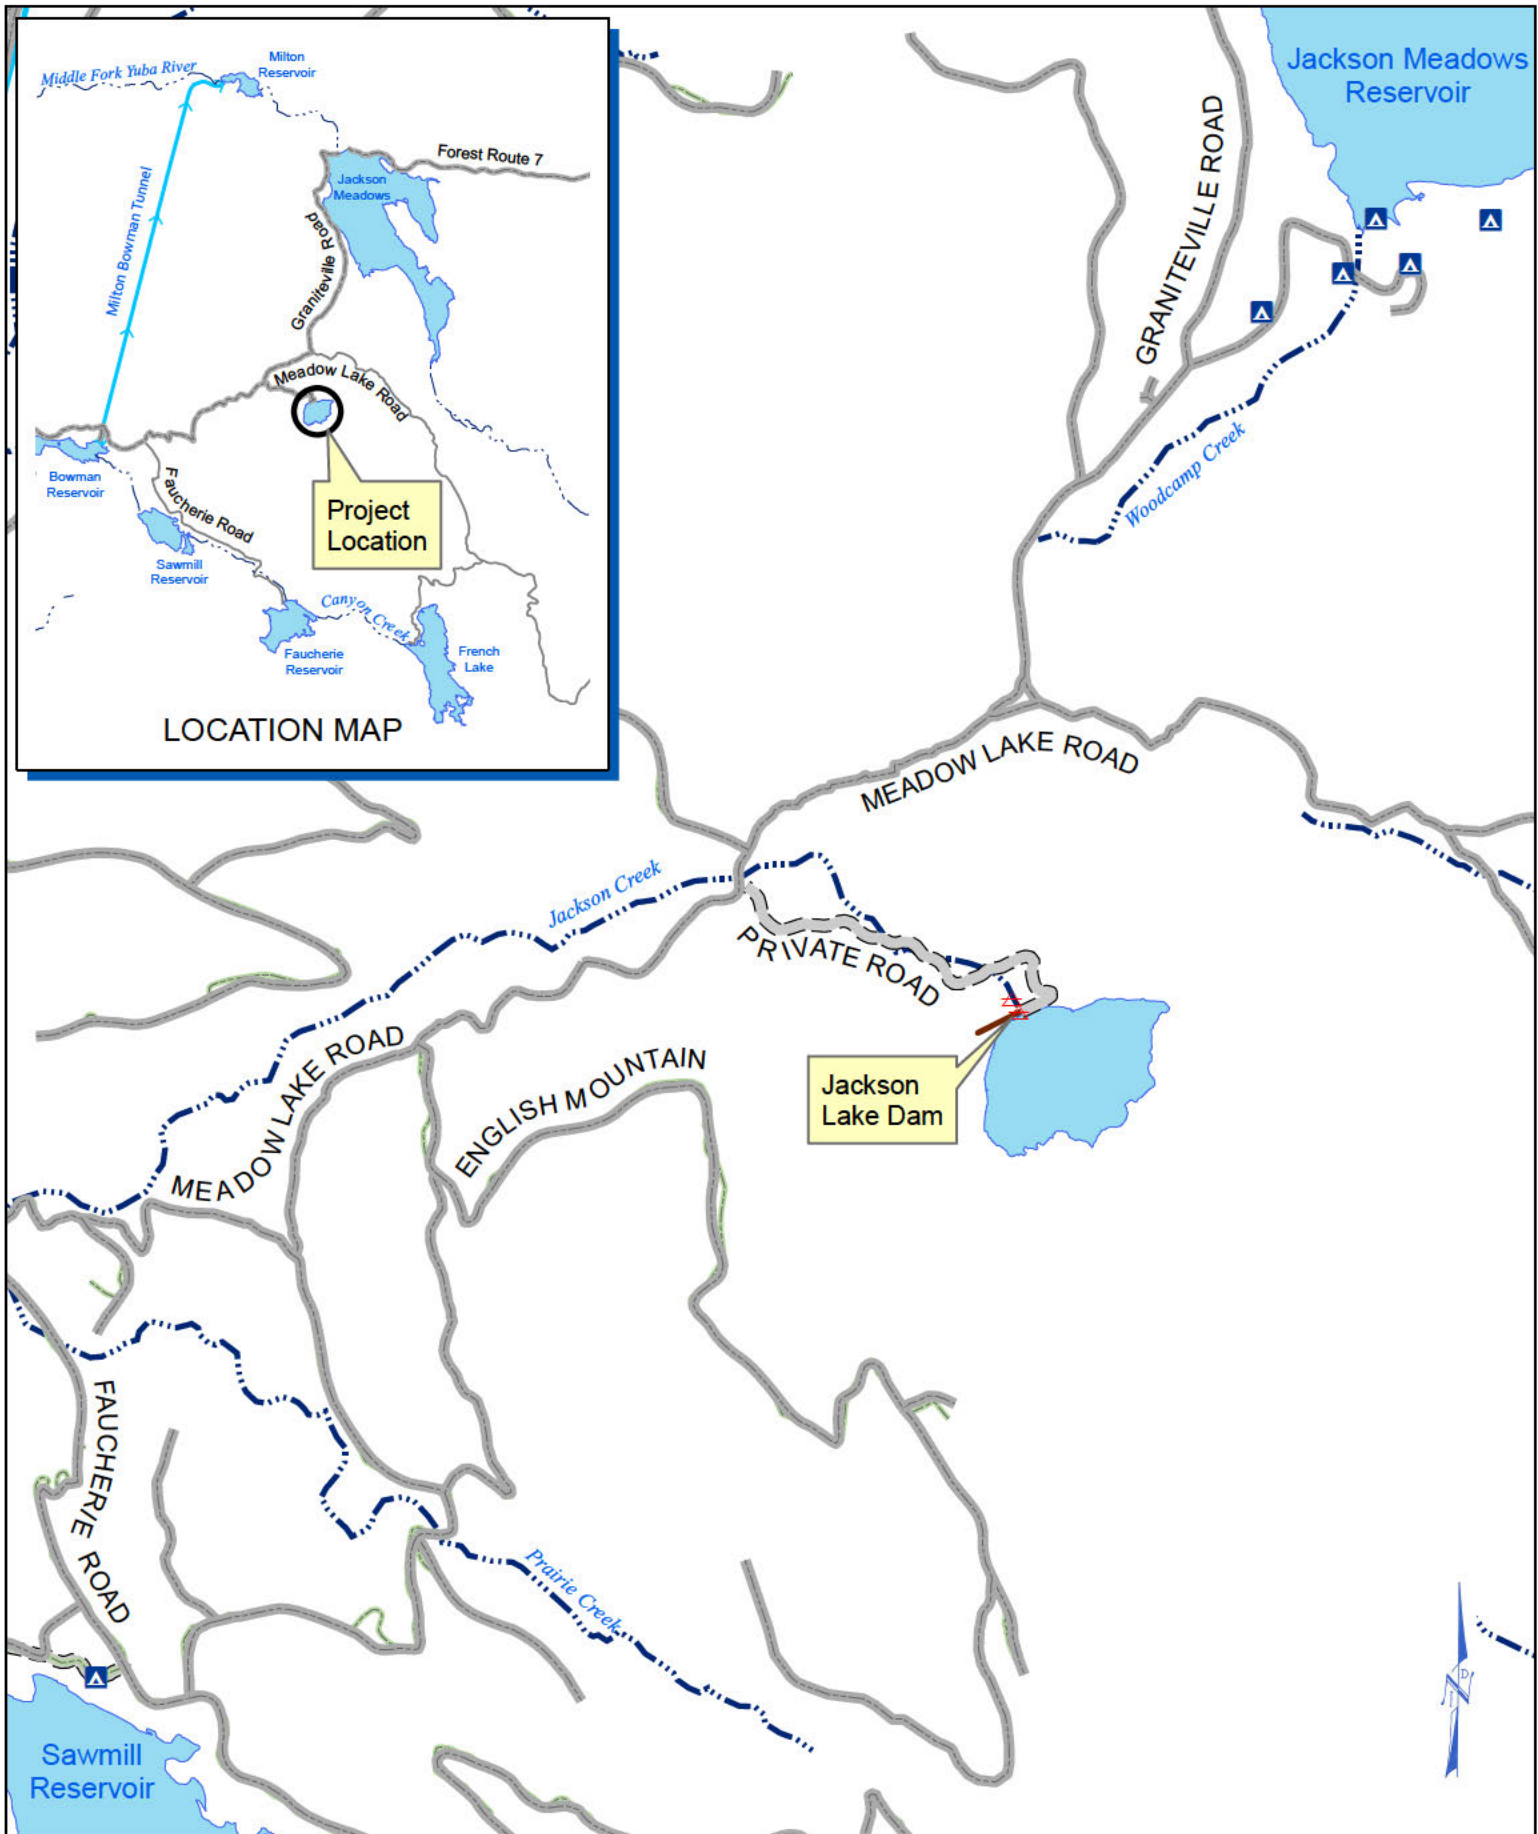 Middle Fork Yuba River
Milton
Reservoir
Forest Route 7
Jackson
Meadows
Milton Bowman Tunnel
Graniteville Road
Meadow Lake Road
Bowman
Reservoir
Faucherie Road
Project
Location
Sawmill
Reservoir
Canyon Creek
Faucherie
Reservoir
French
Lake
LOCATION MAP
Jackson Meadows
Reservoir
GRANITEVILLE ROAD
Woodcamp Creek
MEADOW LAKE ROAD
Jackson Creek
PRIVATE ROAD
MEADOW LAKE ROAD
ENGLISH MOUNTAIN
Jackson
Lake Dam
FAUCHERIE ROAD
Prairie Creek
Sawmill
Reservoir
N I D